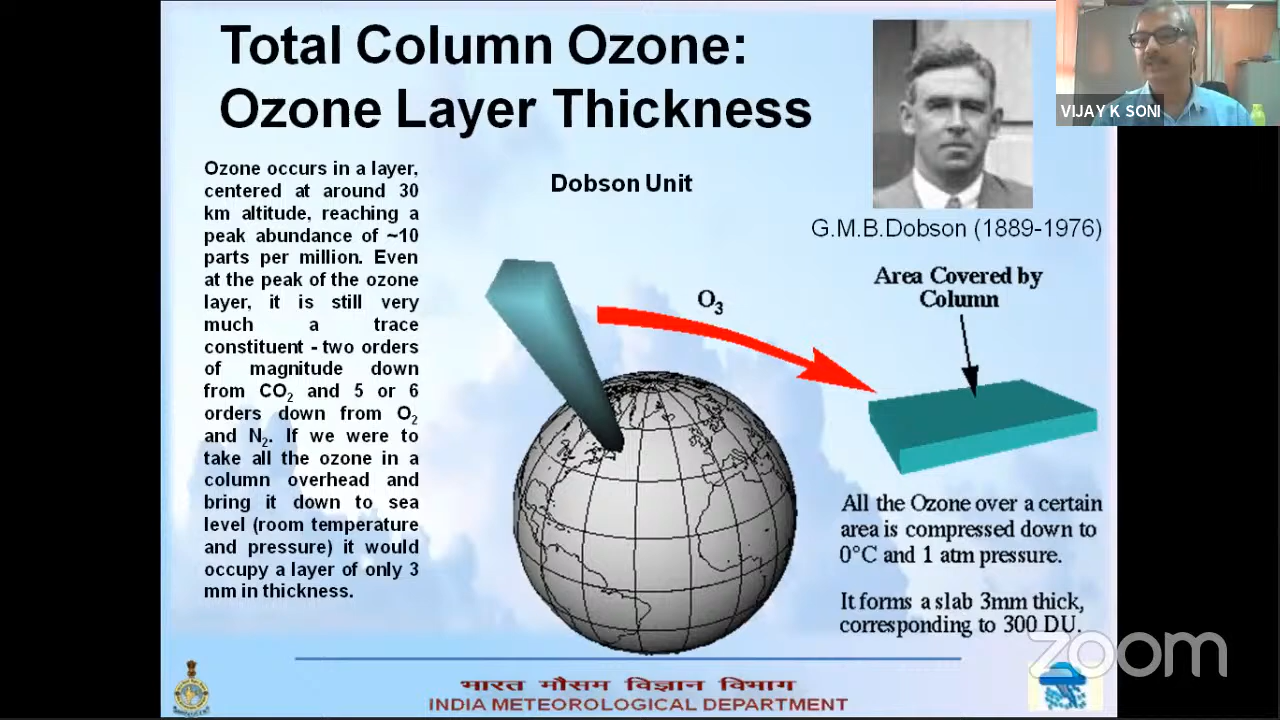 Total Column Ozone:
Ozone Layer Thickness
VIJAY K SONI
Ozone occurs in a layer,
centered at around 30
km altitude, reaching a
peak abundance of ~10
parts per million. Even
at the peak of the ozone
layer, it is still very
much a trace
constituent - two orders
of magnitude down
from CO2 and 5 or 6
orders down from O2
and N2. If we were to
take all the ozone in a
column overhead and
bring it down to sea
level (room temperature
and pressure) it would
occupy a layer of only 3
mm in thickness.
Dobson Unit
G.M.B.Dobson (1889-1976)
O3
Area Covered by
Column
All the Ozone over a certain
area is compressed down to
0°C and 1 atm pressure.
It forms a slab 3mm thick,
corresponding to 300 DU.
zoom
भारत मौसम विज्ञान विभाग
INDIA METEOROLOGICAL DEPARTMENT